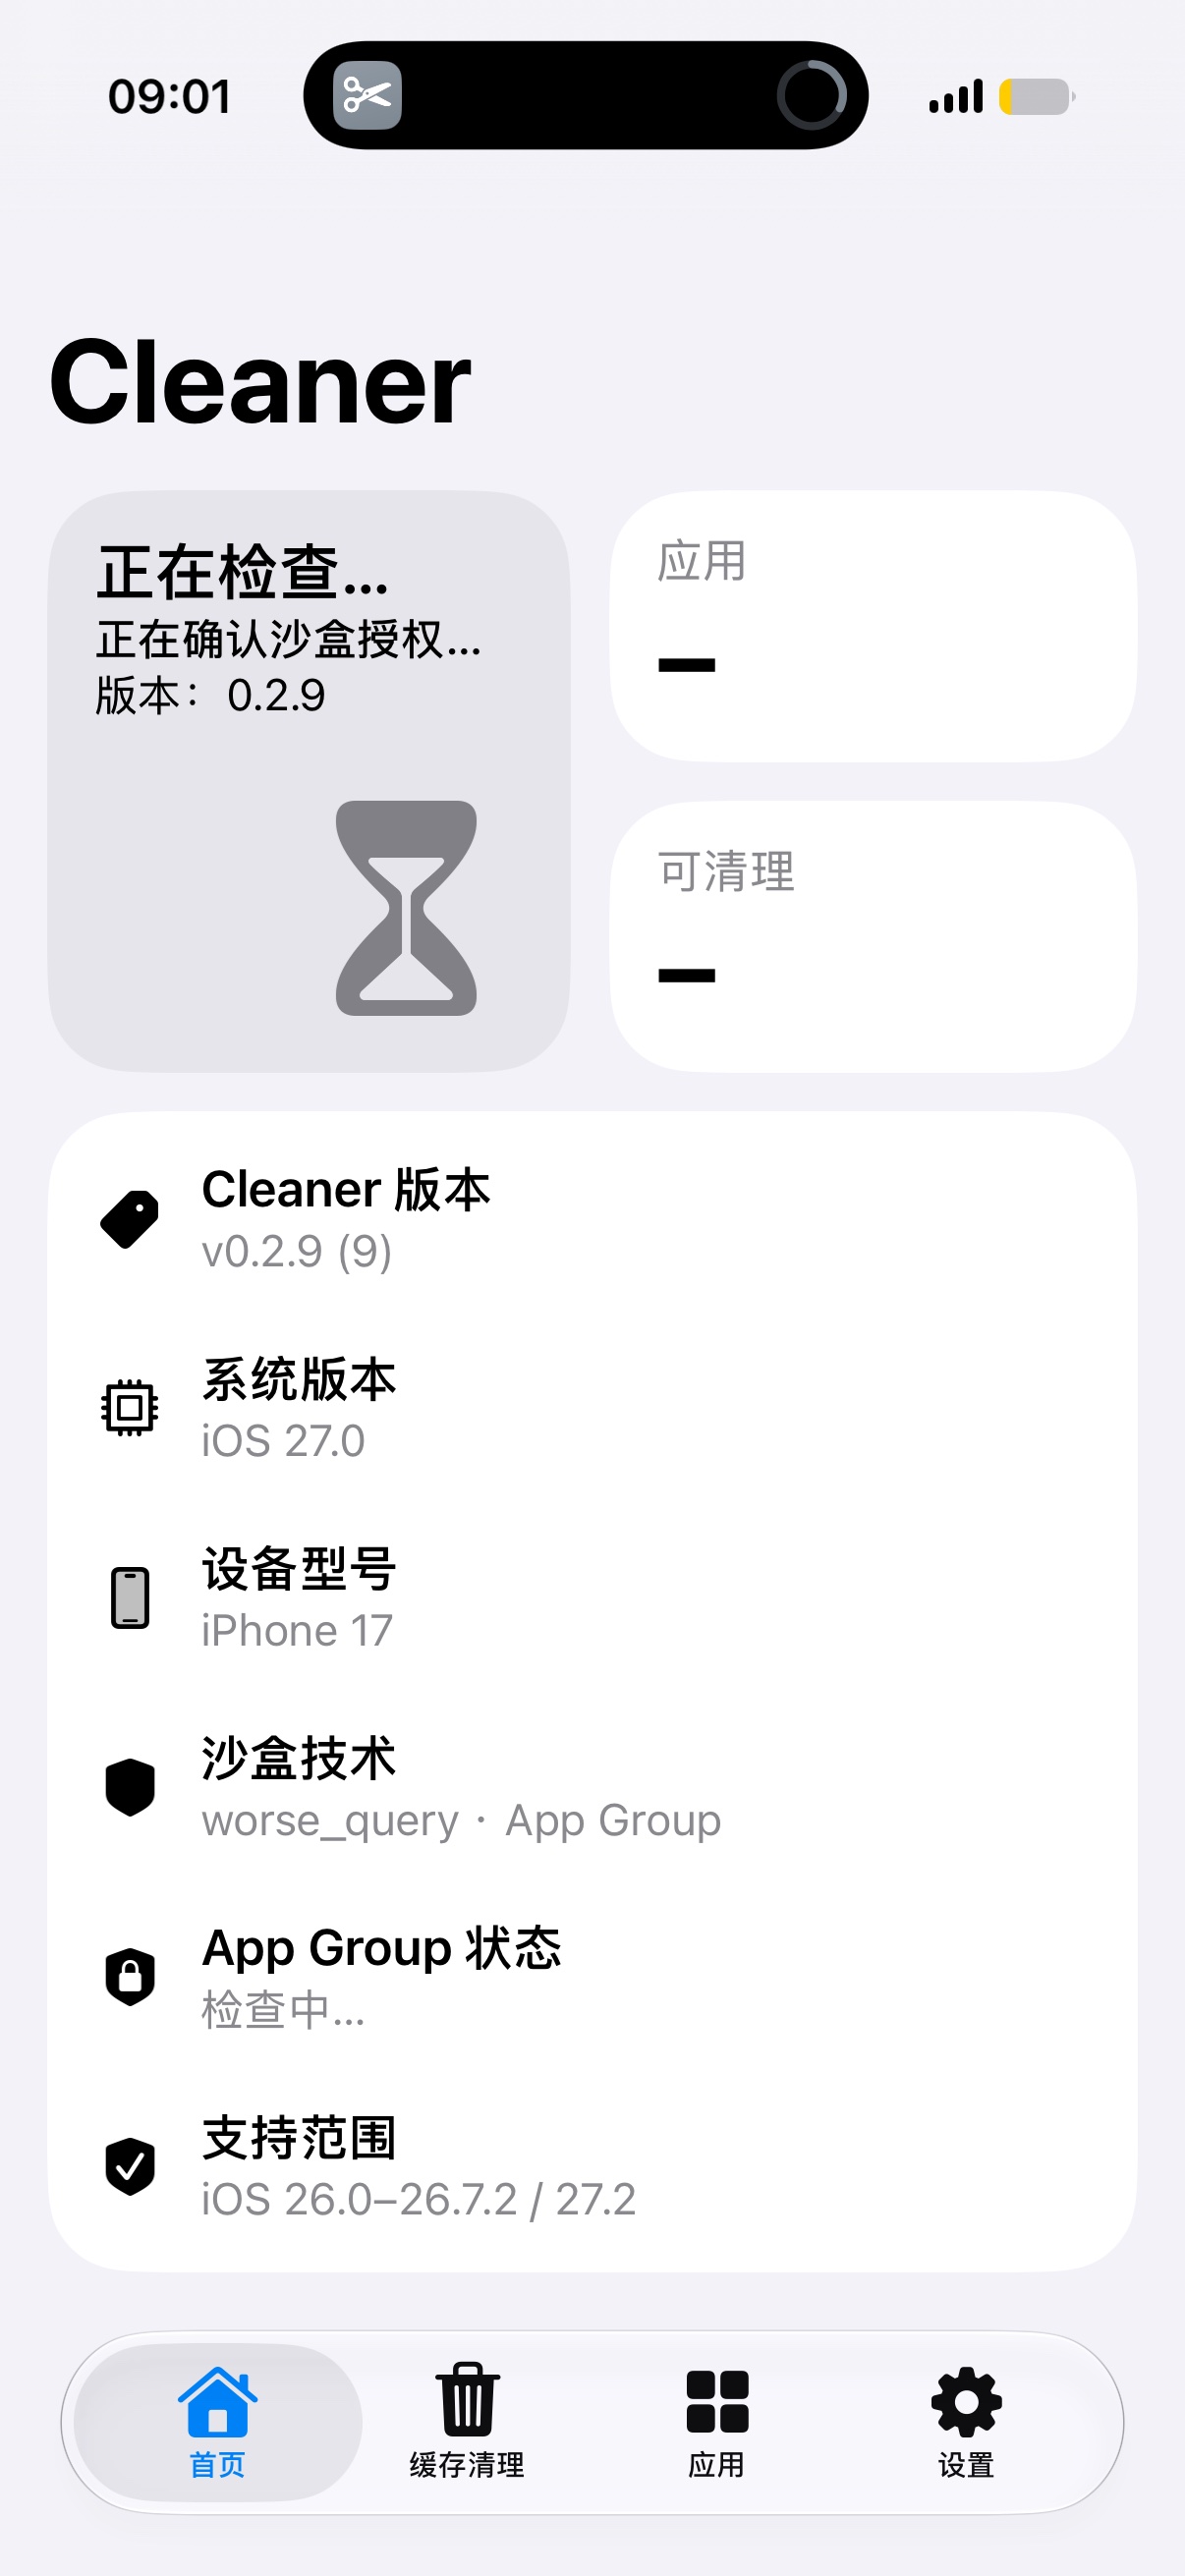 09:01
Cleaner
正在检查...
正在确认沙盒授权...
版本：0.2.9
应用
—
可清理
—
Cleaner 版本
v0.2.9 (9)
系统版本
iOS 27.0
设备型号
iPhone 17
沙盒技术
worse_query · App Group
App Group 状态
检查中...
支持范围
iOS 26.0–26.7.2 / 27.2
首页
缓存清理
应用
设置